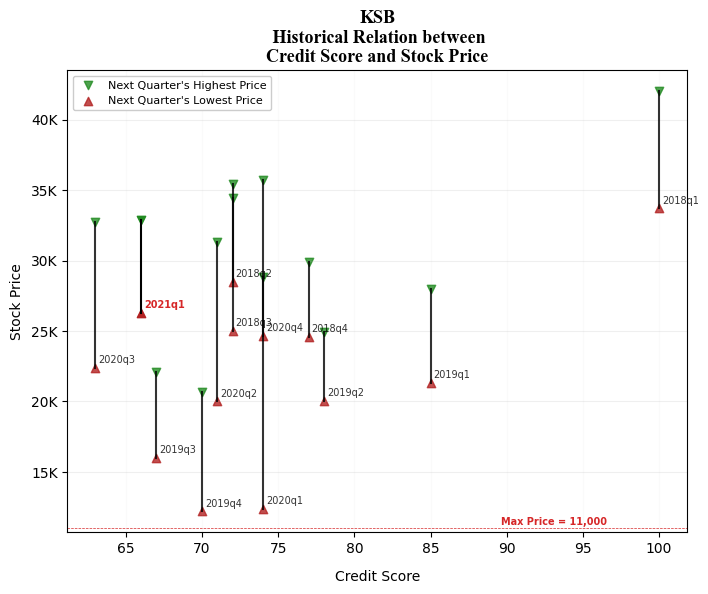 KSB
Historical Relation between
Credit Score and Stock Price
Next Quarter's Highest Price
Next Quarter's Lowest Price
40K
35K
30K
25K
20K
15K
Stock Price
2018q1
2018q2
2021q1
2018q3
2020q4
2018q4
2020q3
2019q1
2020q2
2019q2
2019q3
2019q4
2020q1
Max Price = 11,000
65
70
75
80
85
90
95
100
Credit Score